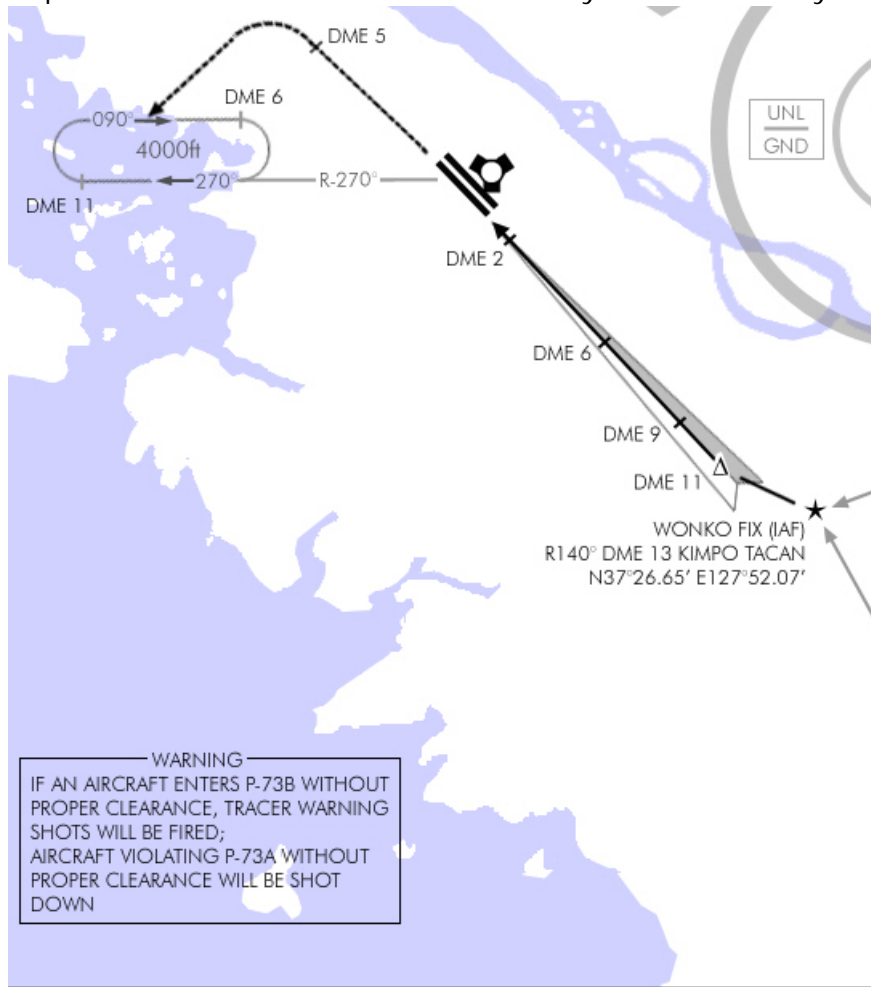 DME 5
DME 6
UNL
GND
090°
4000ft
270°
R-270°
DME 11
DME 2
DME 6
DME 9
DME 11
WONKO FIX (IAF)
R140° DME 13 KIMPO TACAN
N37°26.65' E127°52.07'
WARNING
IF AN AIRCRAFT ENTERS P-73B WITHOUT
PROPER CLEARANCE, TRACER WARNING
SHOTS WILL BE FIRED;
AIRCRAFT VIOLATING P-73A WITHOUT
PROPER CLEARANCE WILL BE SHOT
DOWN